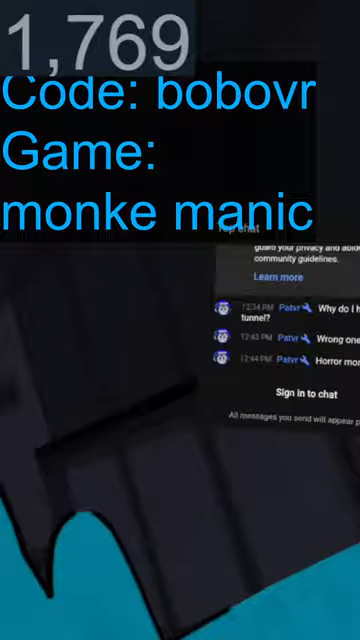 1,769
Code: bobovr
Game:
monke manic
Top chat
guard your privacy and
community guidelines.
Learn more
12:34 PM Patvr Why do I
tunnel?
12:43 PM Patvr Wrong one
12:44 PM Patvr Horror
Sign in to chat
All messages you send will appear